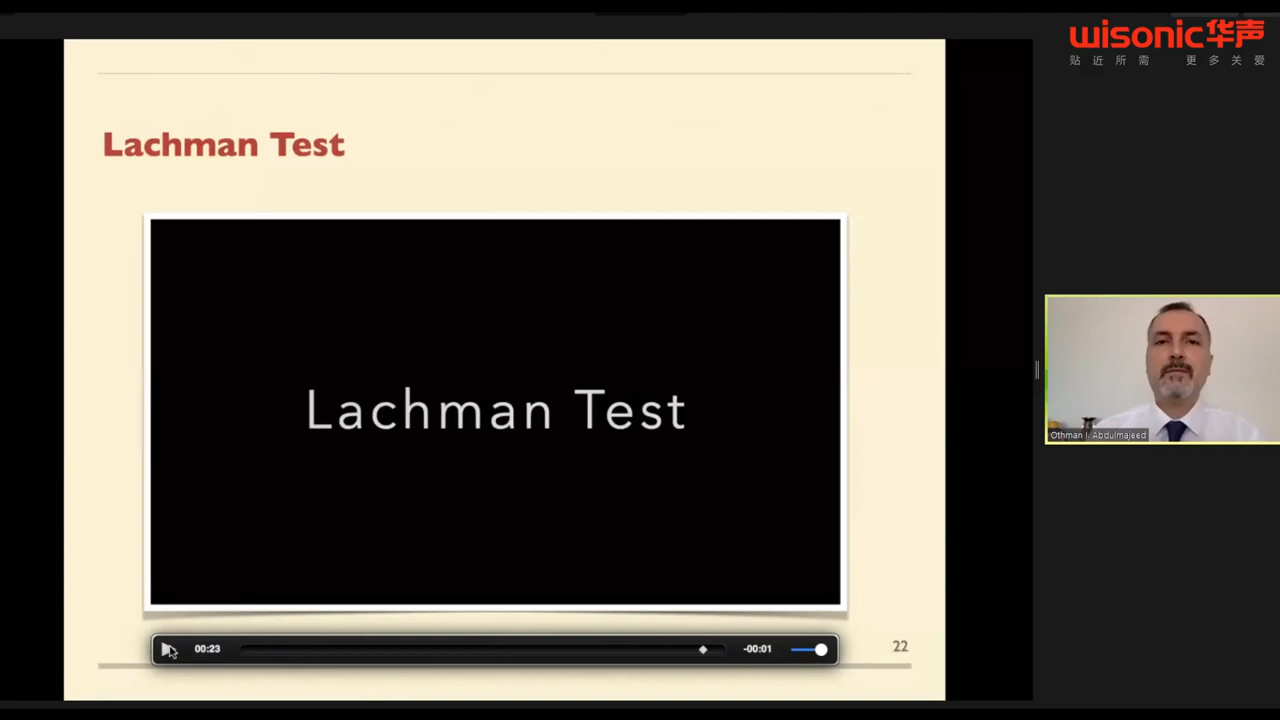 wisonic华声
贴近所需 更多关爱
Lachman Test
Lachman Test
Othman I. Abdulmajeed
00:23
-00:01
22